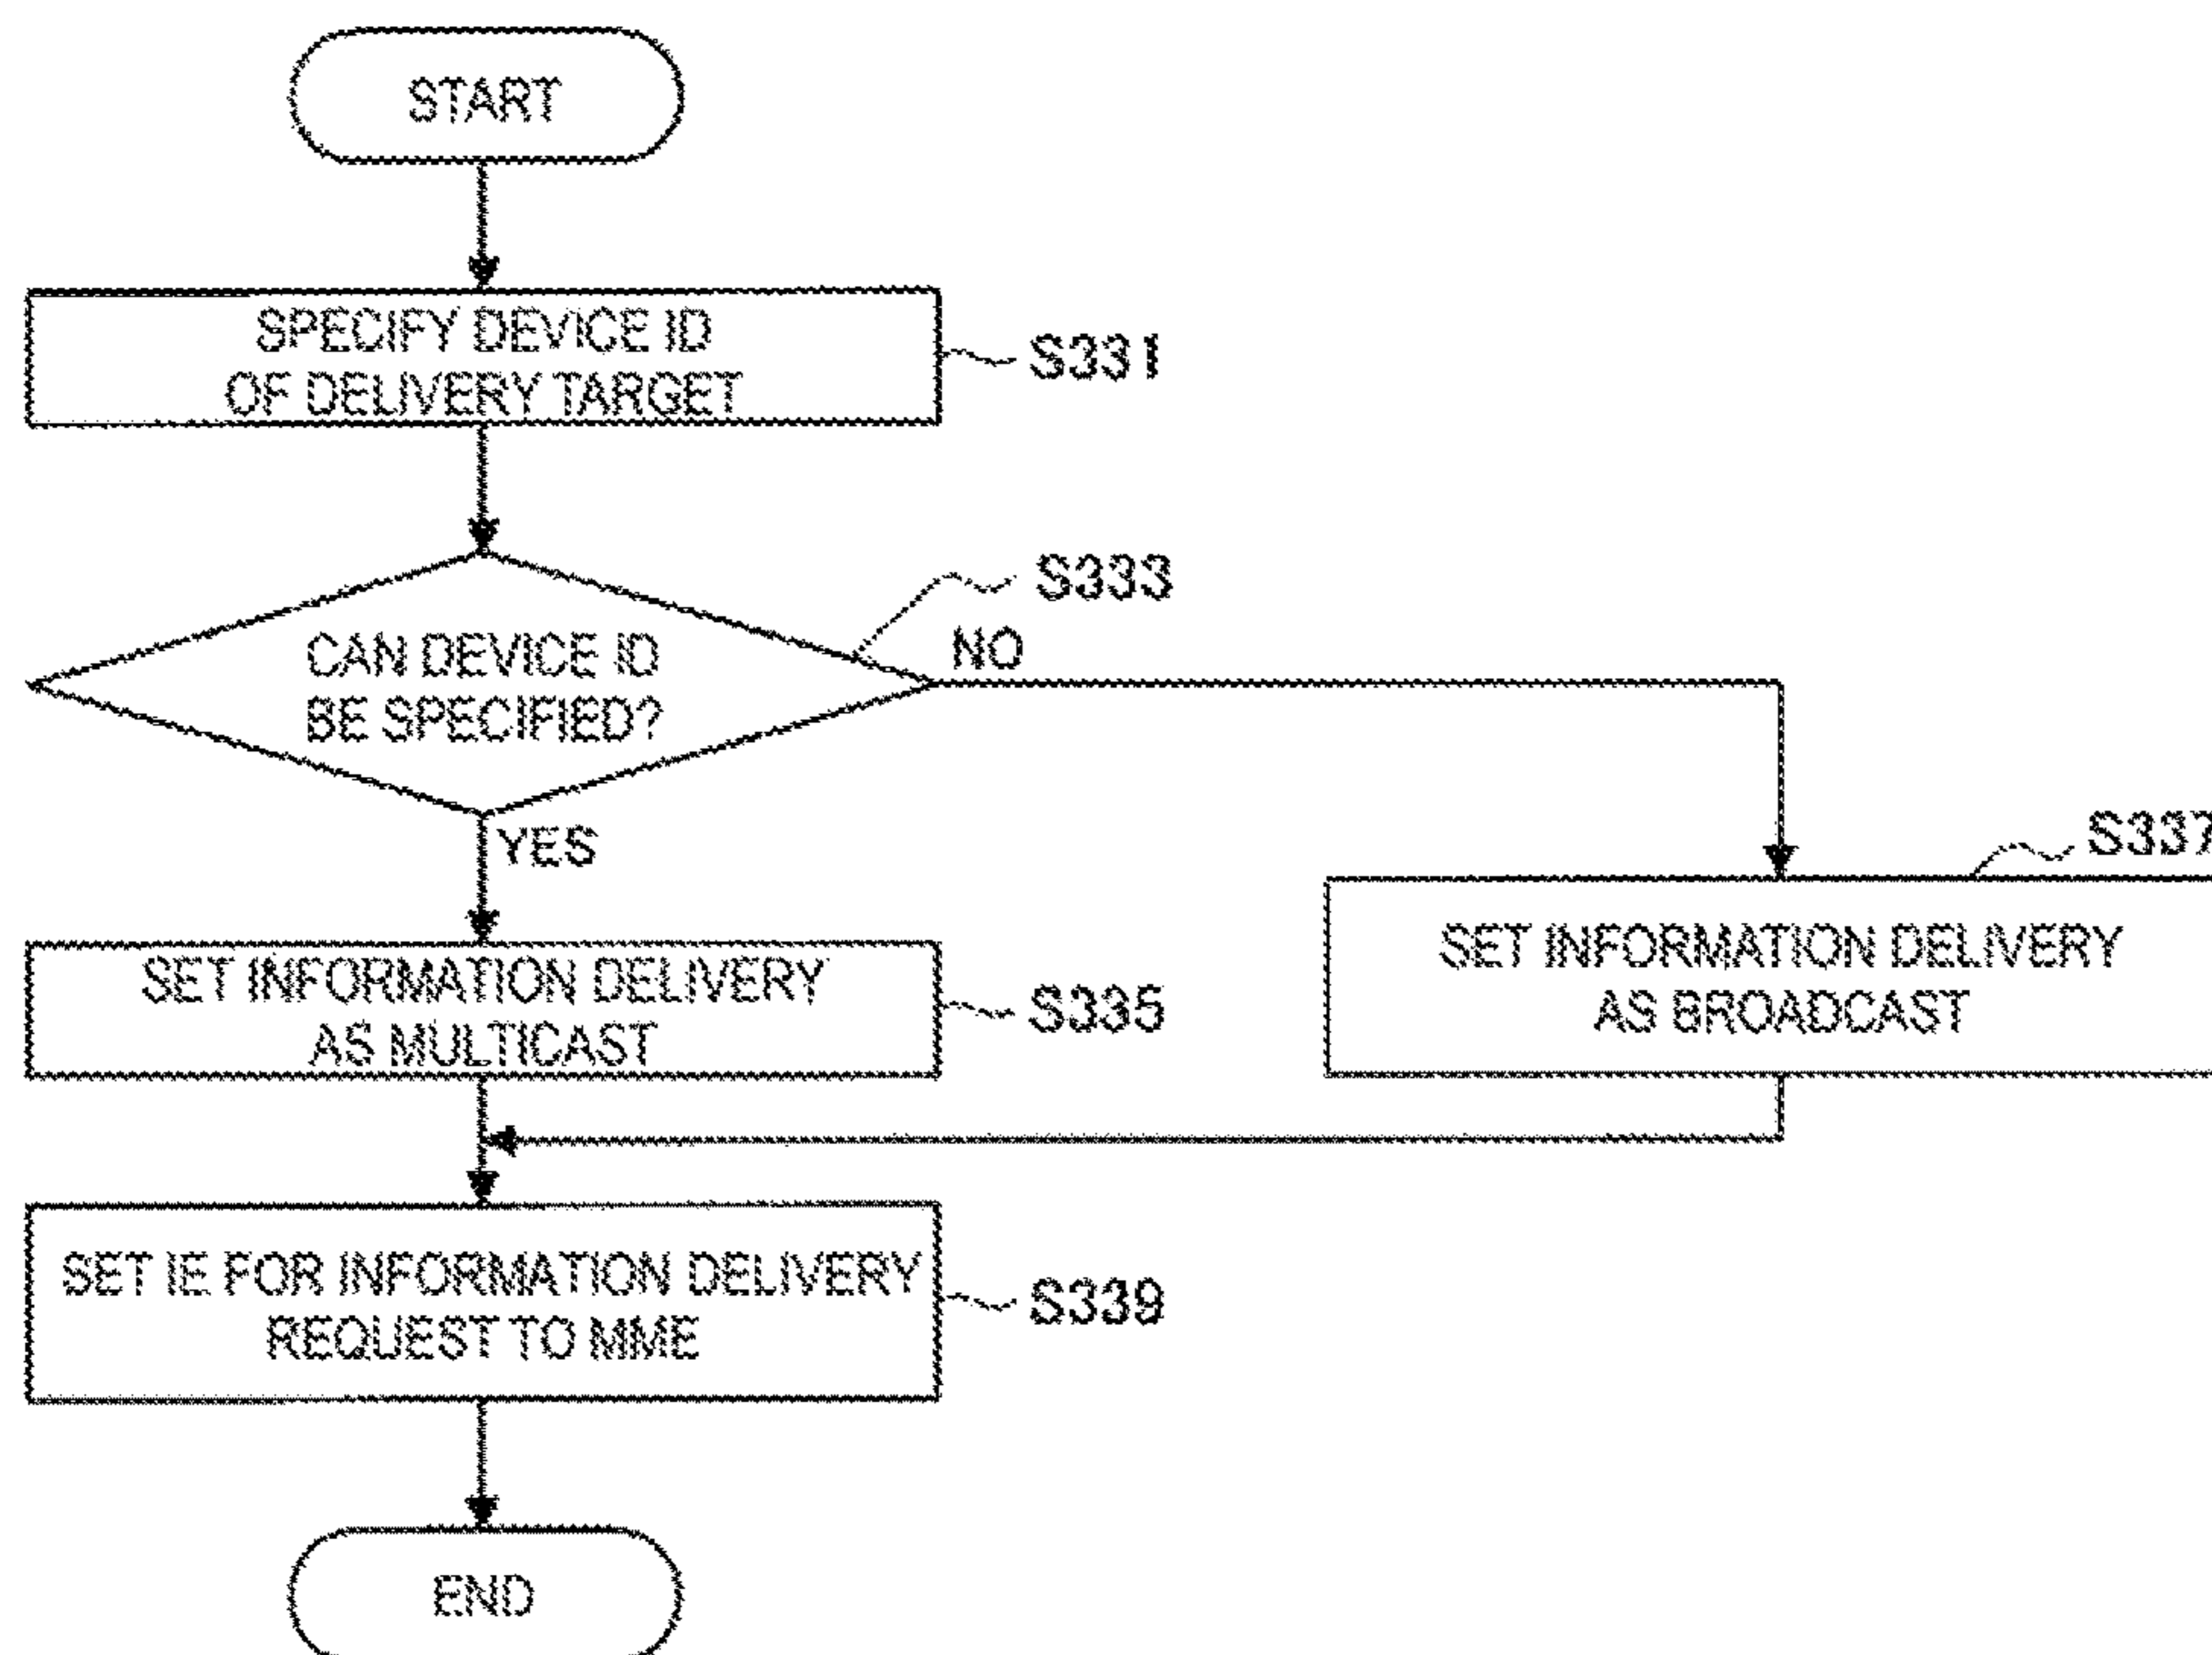 START
SPECIFY DEVICE ID
OF DELIVERY TARGET
S331
S333
CAN DEVICE ID
BE SPECIFIED?
NO
YES
S337
SET INFORMATION DELIVERY
AS MULTICAST
S335
SET INFORMATION DELIVERY
AS BROADCAST
SET IE FOR INFORMATION DELIVERY
REQUEST TO MME
S339
END